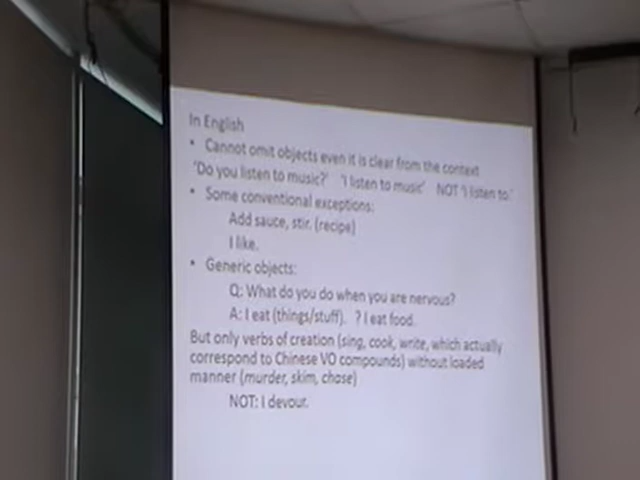 In English
• Cannot omit objects even it is clear from the context
'Do you listen to music?' 'I listen to music' NOT 'I listen to.'
• Some conventional exceptions:
Add sauce, stir. (recipe)
I like.
• Generic objects:
Q: What do you do when you are nervous?
A: I eat (things/stuff). ? I eat food.
But only verbs of creation (sing, cook, write, which actually
correspond to Chinese VO compounds) without loaded
manner (murder, skim, chase)
NOT: I devour.